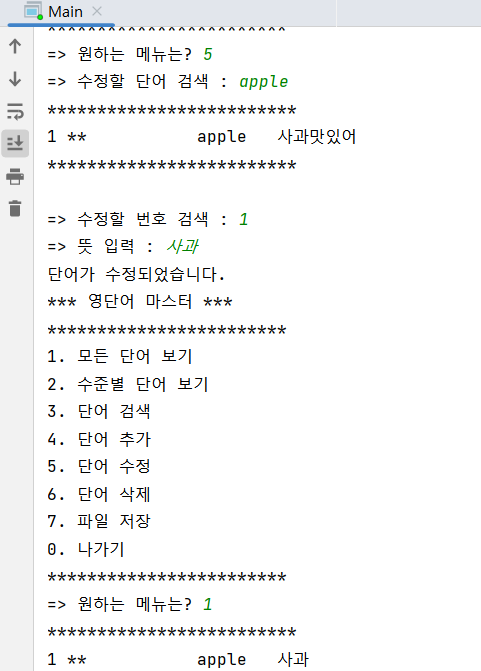 Main
************************
=> 원하는 메뉴는? 5
=> 수정할 단어 검색 : apple
*************************
1 ** apple 사과맛있어
*************************
=> 수정할 번호 검색 : 1
=> 뜻 입력 : 사과
단어가 수정되었습니다.
*** 영단어 마스터 ***
************************
1. 모든 단어 보기
2. 수준별 단어 보기
3. 단어 검색
4. 단어 추가
5. 단어 수정
6. 단어 삭제
7. 파일 저장
0. 나가기
************************
=> 원하는 메뉴는? 1
*************************
1 ** apple 사과